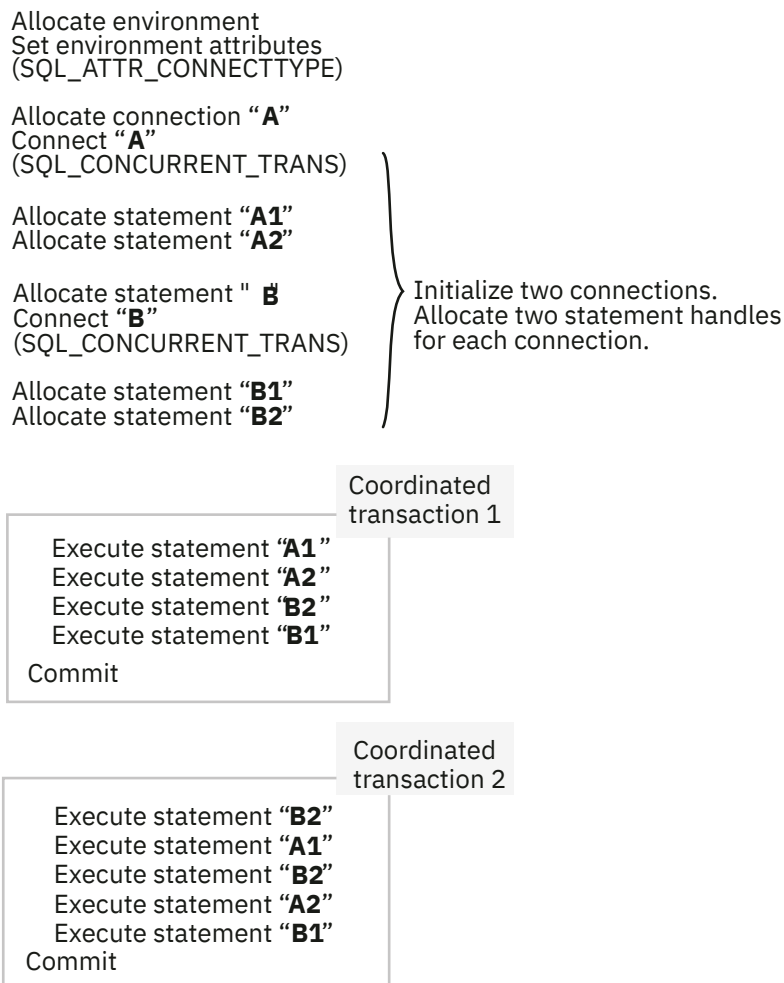 Allocate environment
Set environment attributes
(SQL_ATTR_CONNECTTYPE)
Allocate connection “A”
Connect “A”
(SQL_CONCURRENT_TRANS)
Allocate statement “A1”
Allocate statement “A2”
Allocate statement " B"
Connect “B”
(SQL_CONCURRENT_TRANS)
Allocate statement “B1”
Allocate statement “B2”
Initialize two connections.
Allocate two statement handles
for each connection.
Coordinated
transaction 1
Execute statement “A1”
Execute statement “A2”
Execute statement “B2”
Execute statement “B1”
Commit
Coordinated
transaction 2
Execute statement “B2”
Execute statement “A1”
Execute statement “B2”
Execute statement “A2”
Execute statement “B1”
Commit